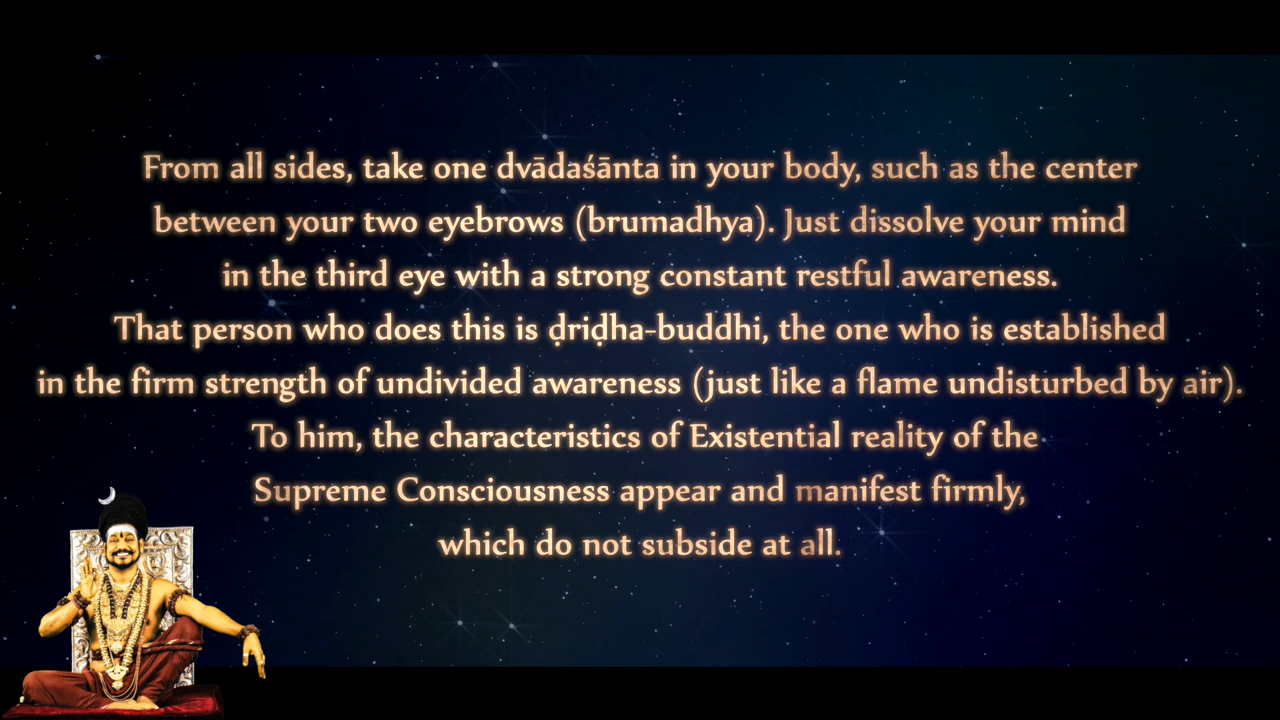 From all sides, take one dvādaśānta in your body, such as the center
between your two eyebrows (brumadhya). Just dissolve your mind
in the third eye with a strong constant restful awareness.
That person who does this is ḍriḍha-buddhi, the one who is established
in the firm strength of undivided awareness (just like a flame undisturbed by air).
To him, the characteristics of Existential reality of the
Supreme Consciousness appear and manifest firmly,
which do not subside at all.